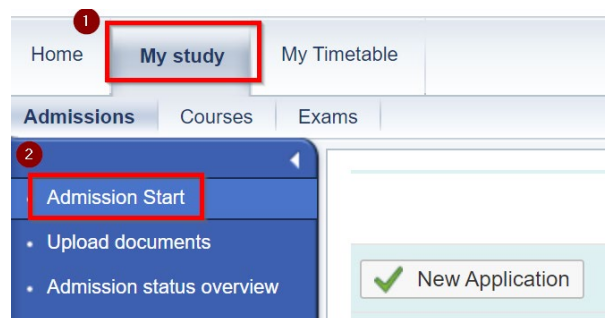 1
Home My study My Timetable
Admissions Courses Exams
2
Admission Start
Upload documents
Admission status overview
New Application